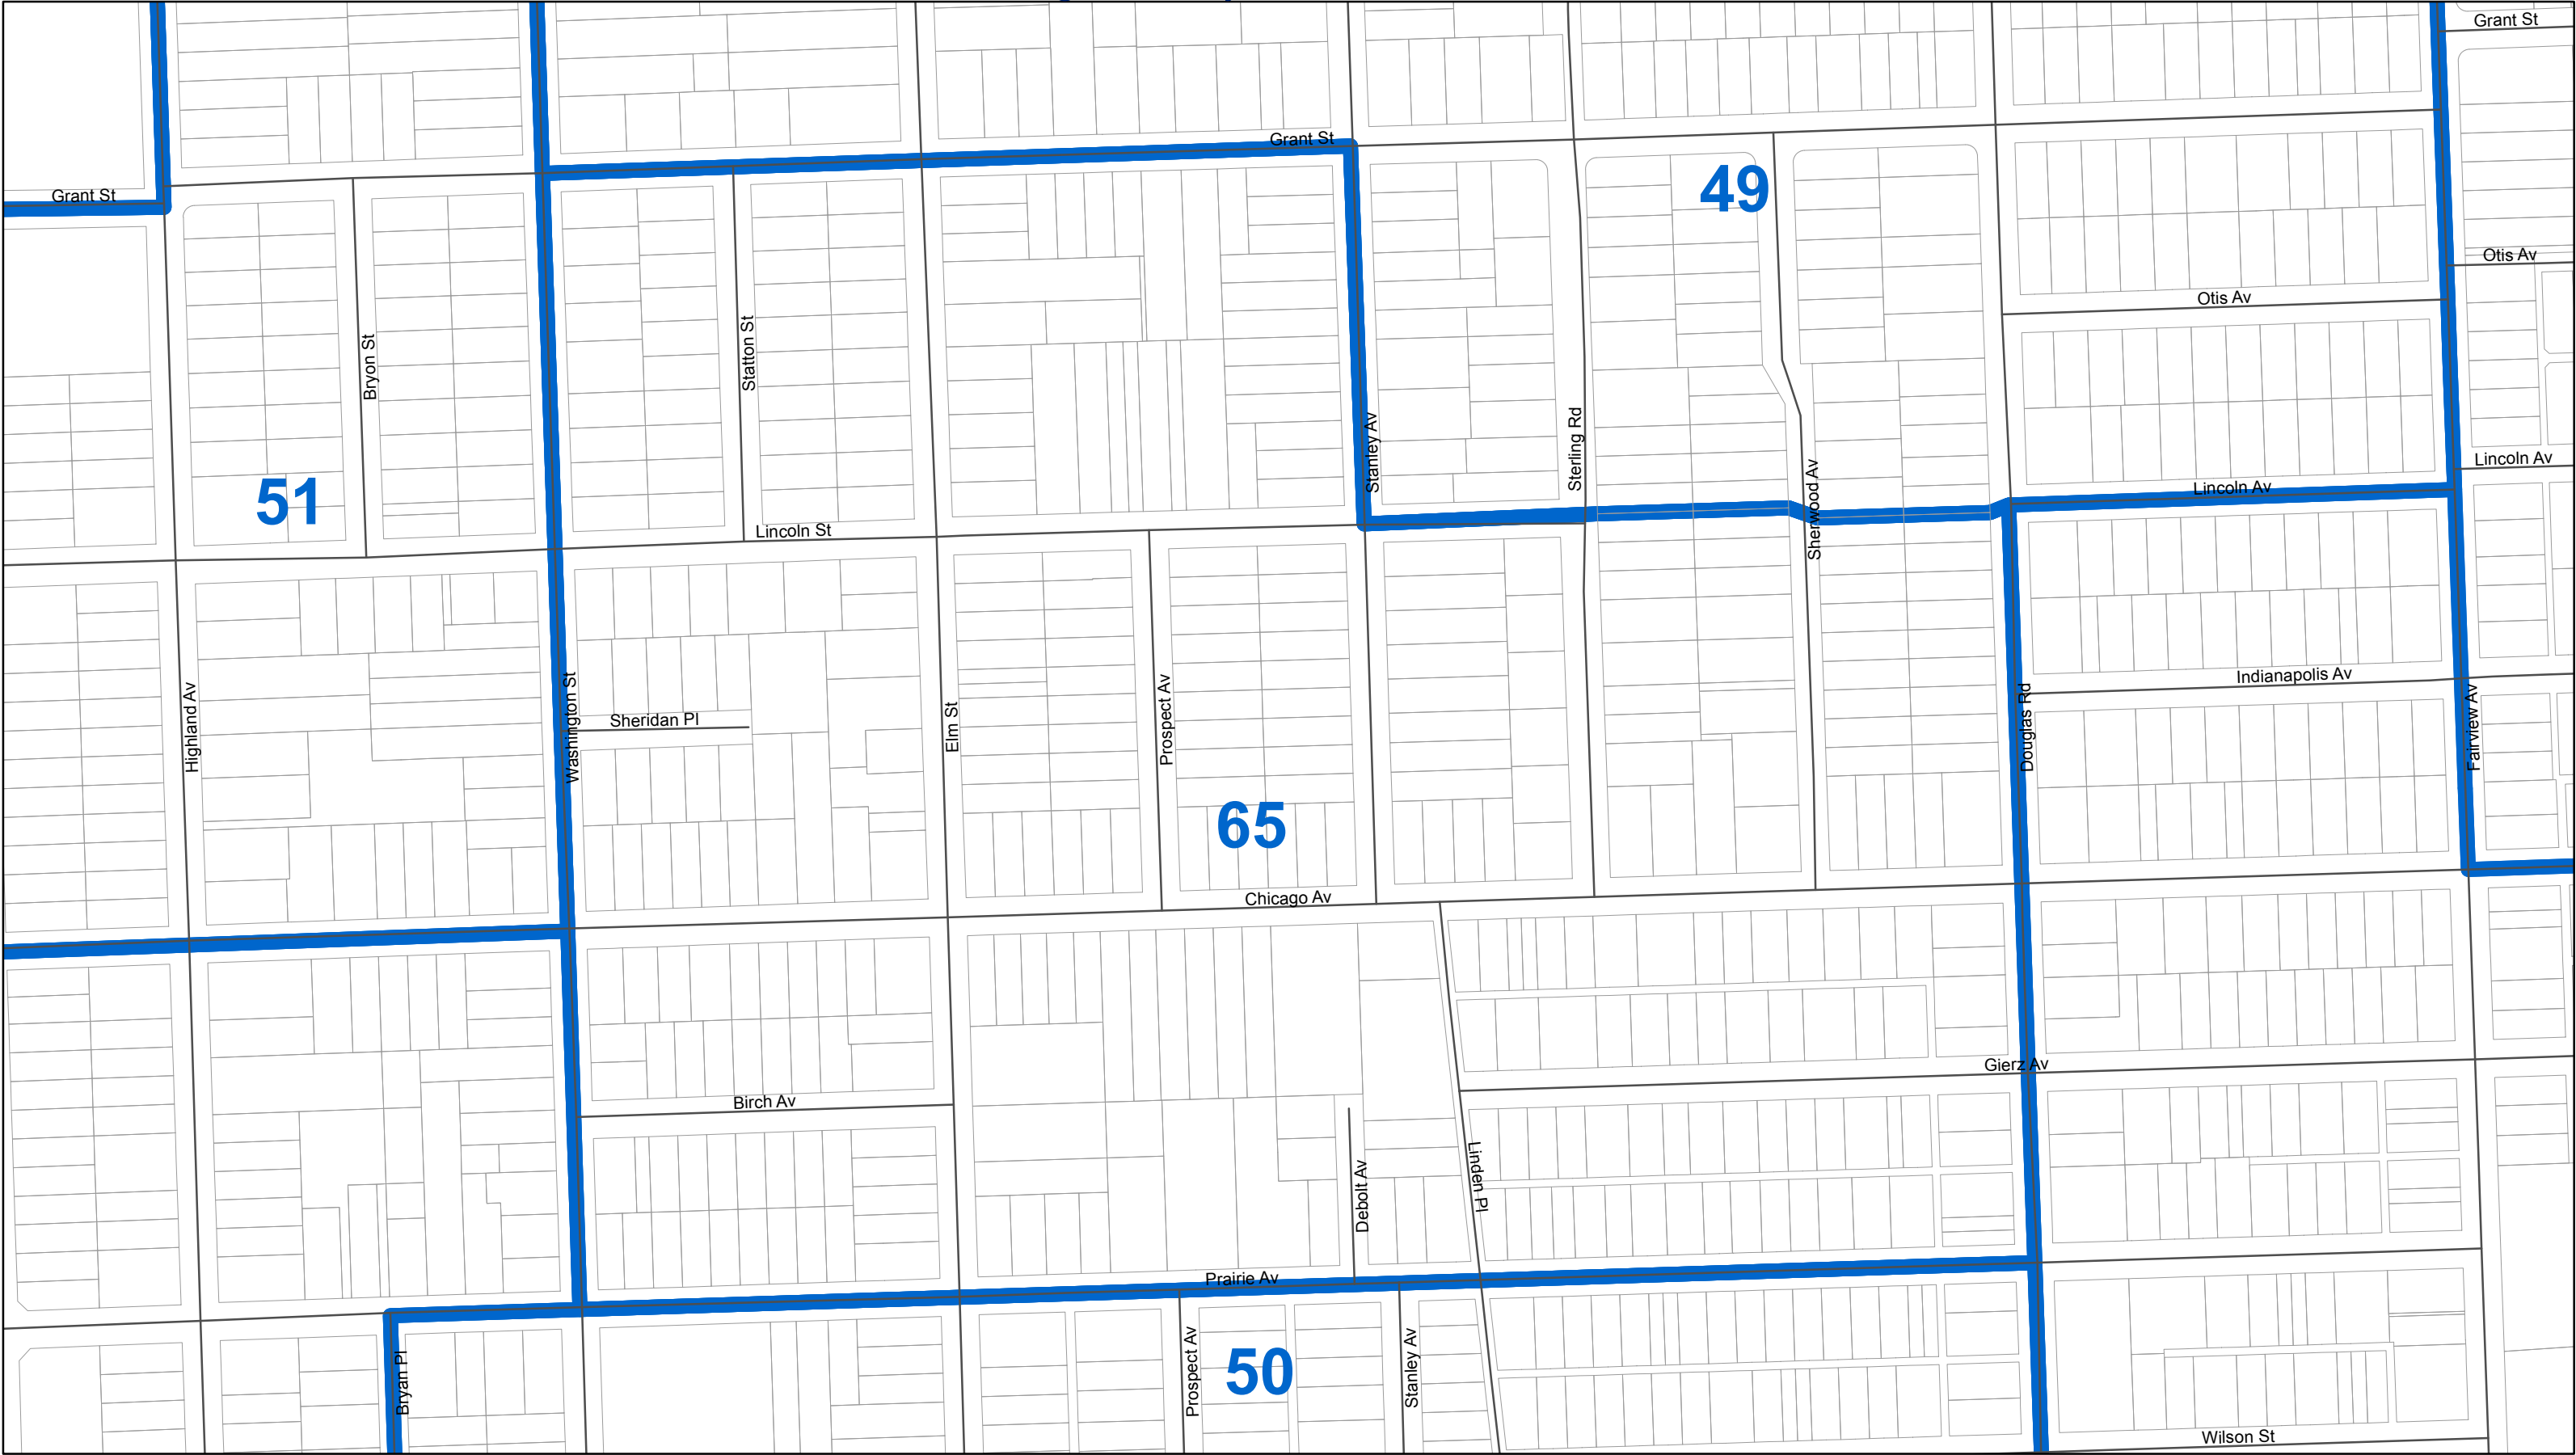 Grant St
Grant St
49
Grant St
Otis Av
Otis Av
Statton St
Bryon St
Stanley Av
Sterling Rd
Lincoln Av
Sherwood Av
Lincoln Av
51
Lincoln St
Indianapolis Av
Highland Av
Washington St
Sheridan Pl
Elm St
Prospect Av
Douglas Rd
Fairview Av
65
Chicago Av
Gierz Av
Birch Av
Linden Pl
Debolt Av
Prairie Av
Bryan Pl
Prospect Av
50
Stanley Av
Wilson St